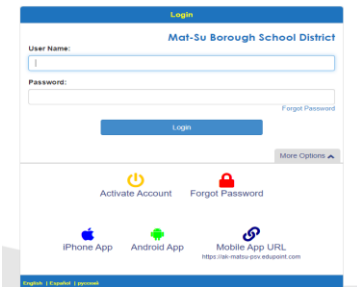 Login
Mat-Su Borough School District
User Name:
Password:
Forgot Password
Login
More Options
Activate Account Forgot Password
iPhone App Android App Mobile App URL
https://ak-matsu-psv.edupoint.com
English | Español | русский